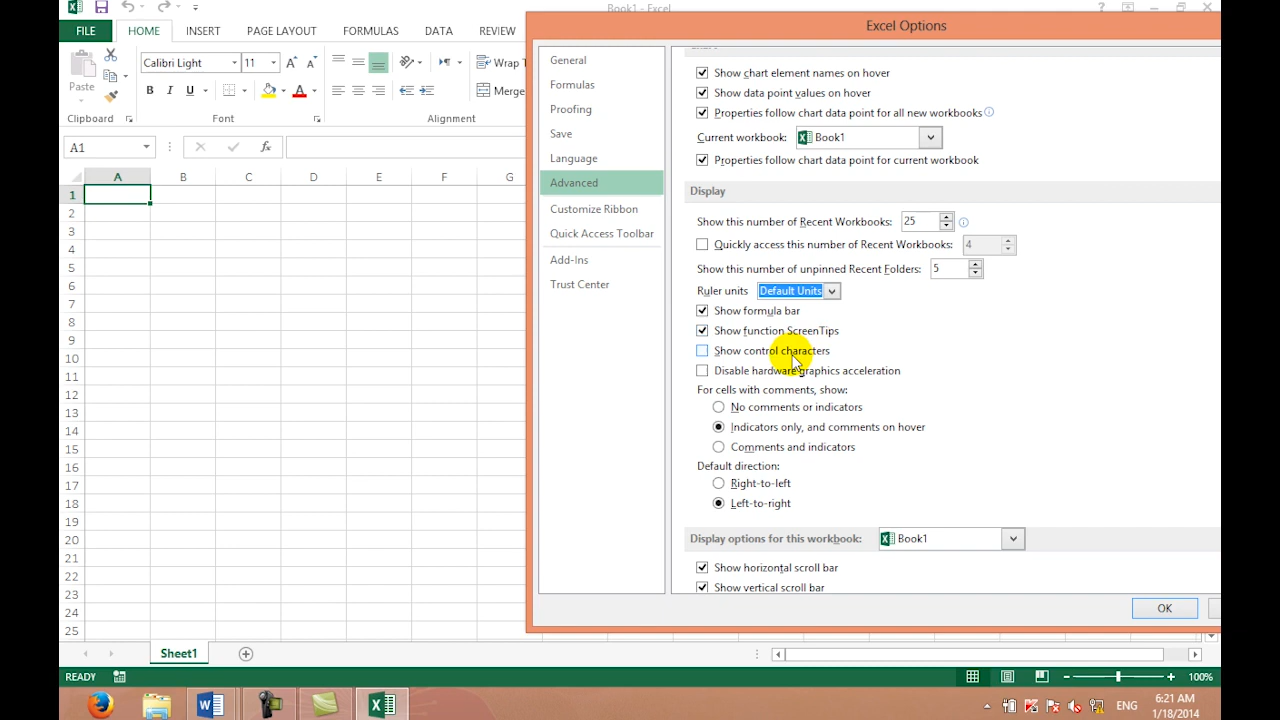 Book1 - Excel
?
Excel Options
FILE HOME INSERT PAGE LAYOUT FORMULAS DATA REVIEW
Calibri Light 11
Wrap T
Paste
B I U A
Merge
Clipboard Font Alignment
A1 fx
A B C D E F G
1
2
3
4
5
6
7
8
9
10
11
12
13
14
15
16
17
18
19
20
21
22
23
24
25
General
Formulas
Proofing
Save
Language
Advanced
Customize Ribbon
Quick Access Toolbar
Add-Ins
Trust Center
Show chart element names on hover
Show data point values on hover
Properties follow chart data point for all new workbooks
Current workbook: Book1
Properties follow chart data point for current workbook
Display
Show this number of Recent Workbooks: 25
Quickly access this number of Recent Workbooks: 4
Show this number of unpinned Recent Folders: 5
Ruler units Default Units
Show formula bar
Show function ScreenTips
Show control characters
Disable hardware graphics acceleration
For cells with comments, show:
No comments or indicators
Indicators only, and comments on hover
Comments and indicators
Default direction:
Right-to-left
Left-to-right
Display options for this workbook: Book1
Show horizontal scroll bar
Show vertical scroll bar
OK
Sheet1
READY 100%
ENG
6:21 AM
1/18/2014